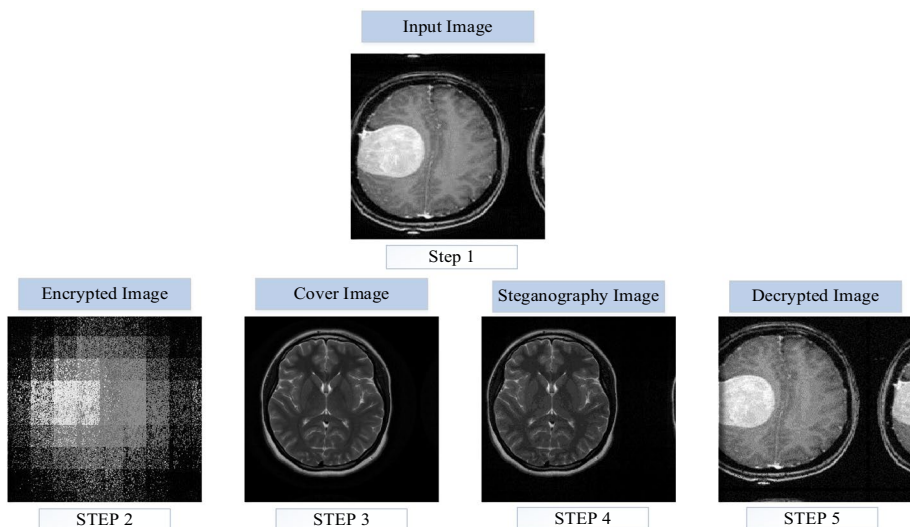 Input Image
Step 1
Encrypted Image
Cover Image
Steganography Image
Decrypted Image
STEP 2
STEP 3
STEP 4
STEP 5